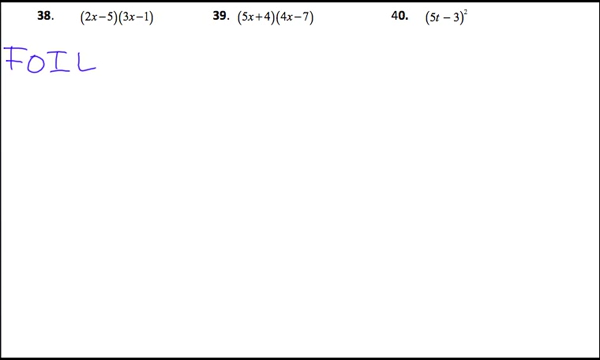 38. (2x−5)(3x−1) 39. (5x+4)(4x−7) 40. (5t − 3)²
FOIL